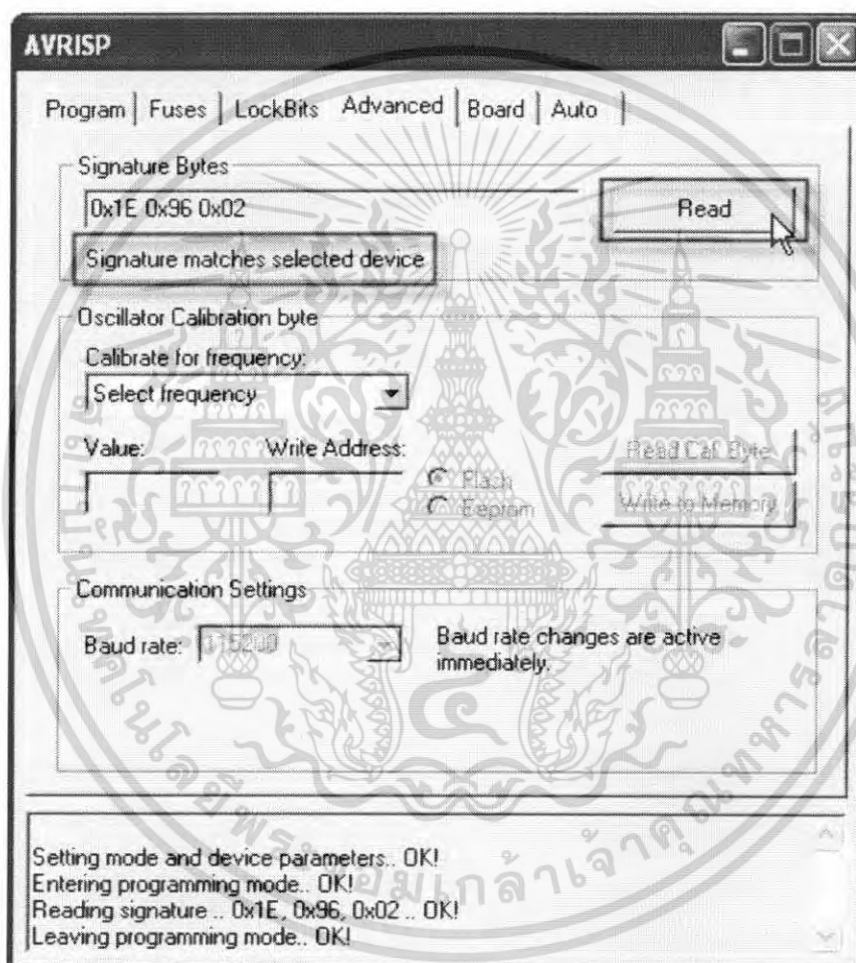 AVRISP
Program Fuses LockBits Advanced Board Auto
Signature Bytes
0x1E 0x96 0x02
Read
Signature matches selected device
Oscillator Calibration byte
Calibrate for frequency:
Select frequency
Value: Write Address:
Read Cal. Byte
Flash
Eeprom
Write to Memory
Communication Settings
Baud rate: 115200 Baud rate changes are active
immediately.
Setting mode and device parameters.. OK!
Entering programming mode.. OK!
Reading signature .. 0x1E, 0x96, 0x02 .. OK!
Leaving programming mode.. OK!